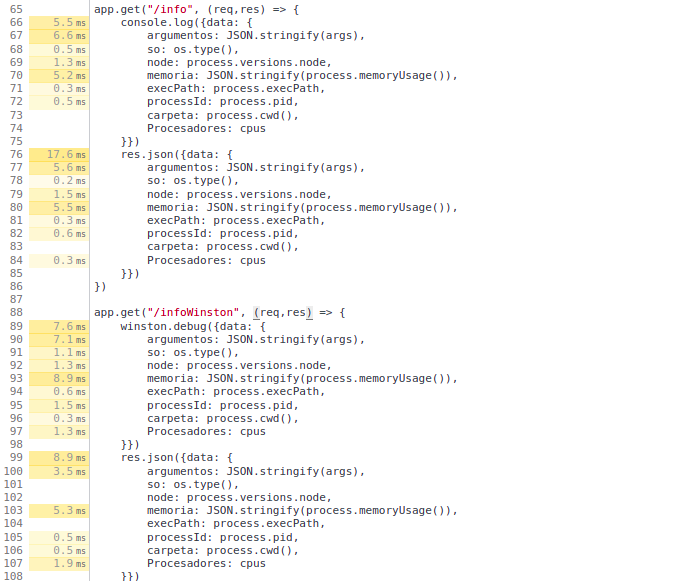 65 app.get("/info", (req,res) => {
66 5.5 ms console.log({data: {
67 6.6 ms argumentos: JSON.stringify(args),
68 0.5 ms so: os.type(),
69 1.3 ms node: process.versions.node,
70 5.2 ms memoria: JSON.stringify(process.memoryUsage()),
71 0.3 ms execPath: process.execPath,
72 0.5 ms processId: process.pid,
73 carpeta: process.cwd(),
74 Procesadores: cpus
75 }})
76 17.6 ms res.json({data: {
77 5.6 ms argumentos: JSON.stringify(args),
78 0.2 ms so: os.type(),
79 1.5 ms node: process.versions.node,
80 5.5 ms memoria: JSON.stringify(process.memoryUsage()),
81 0.3 ms execPath: process.execPath,
82 0.6 ms processId: process.pid,
83 carpeta: process.cwd(),
84 0.3 ms Procesadores: cpus
85 }})
86 })
87
88 app.get("/infoWinston", (req,res) => {
89 7.6 ms winston.debug({data: {
90 7.1 ms argumentos: JSON.stringify(args),
91 1.1 ms so: os.type(),
92 1.3 ms node: process.versions.node,
93 8.9 ms memoria: JSON.stringify(process.memoryUsage()),
94 0.6 ms execPath: process.execPath,
95 1.5 ms processId: process.pid,
96 0.3 ms carpeta: process.cwd(),
97 1.3 ms Procesadores: cpus
98 }})
99 8.9 ms res.json({data: {
100 3.5 ms argumentos: JSON.stringify(args),
101 so: os.type(),
102 node: process.versions.node,
103 5.3 ms memoria: JSON.stringify(process.memoryUsage()),
104 execPath: process.execPath,
105 0.5 ms processId: process.pid,
106 0.5 ms carpeta: process.cwd(),
107 1.9 ms Procesadores: cpus
108 }})